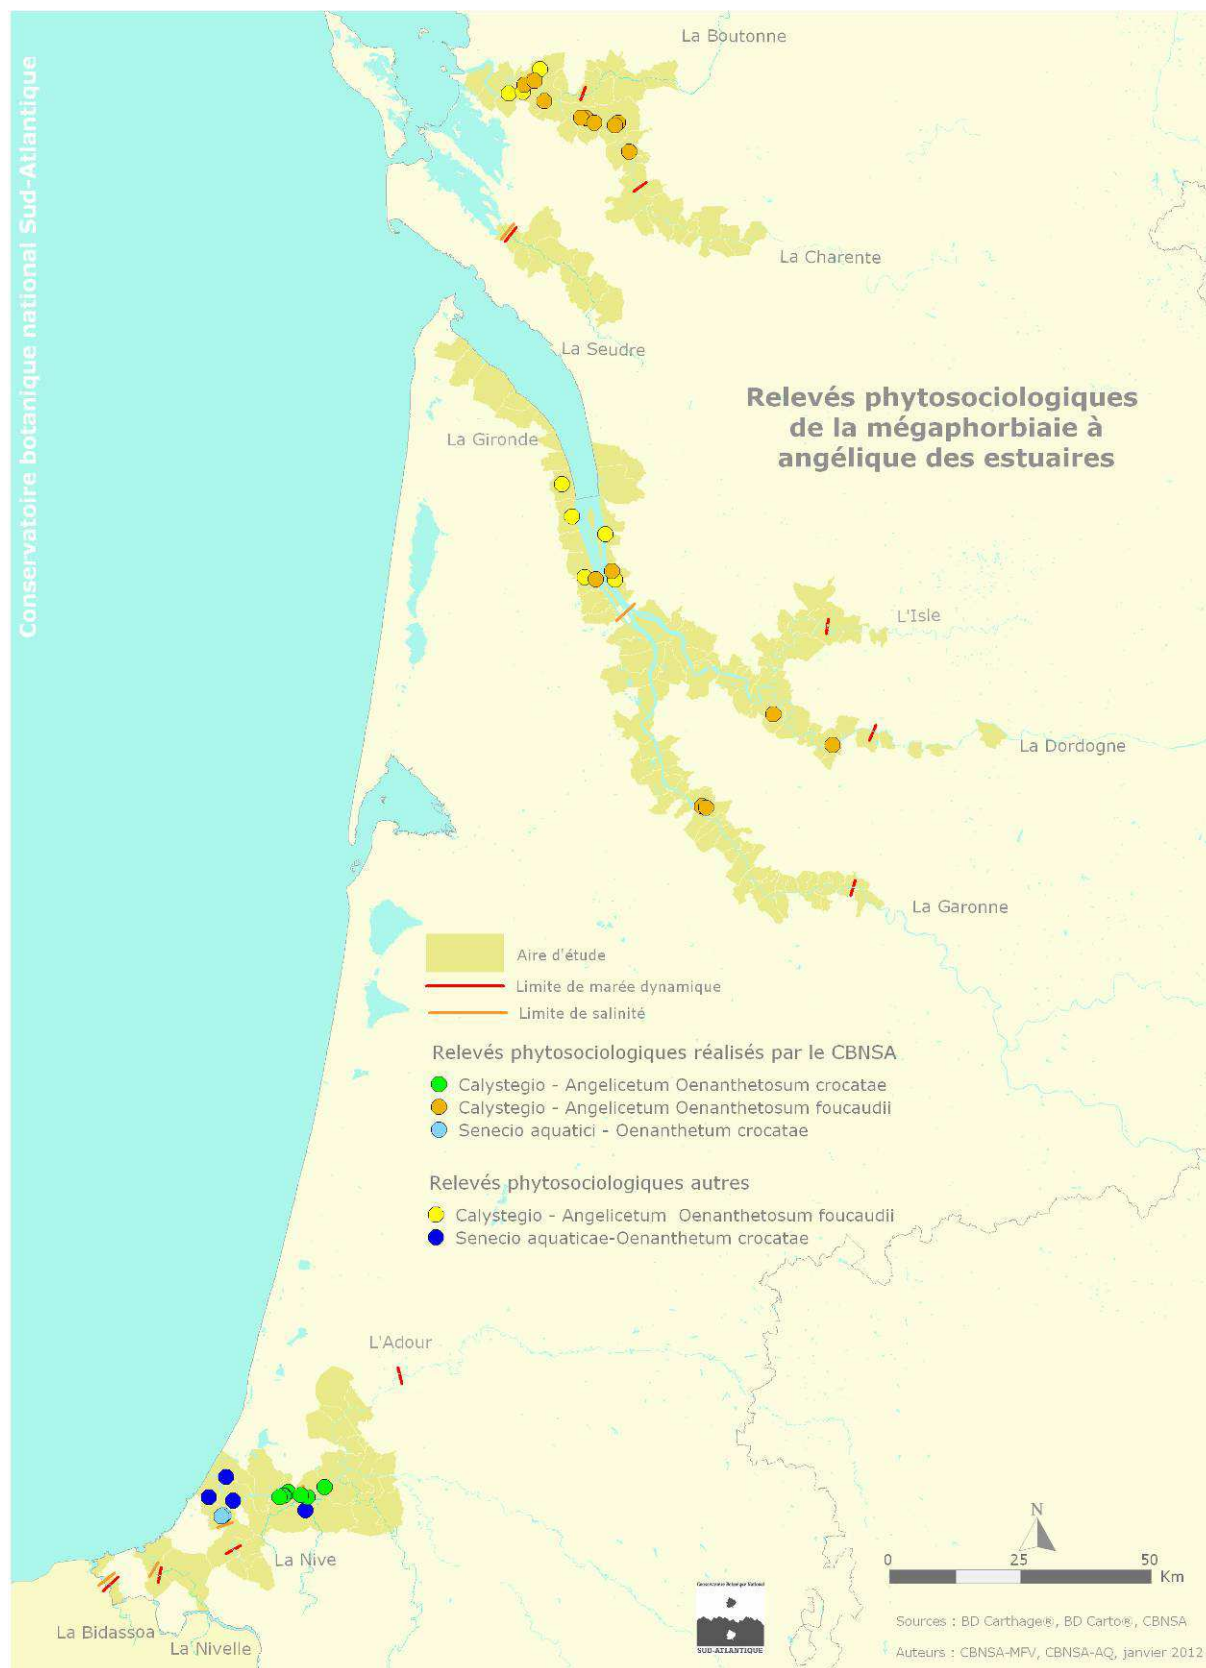 Conservatoire botanique national Sud-Atlantique
La Boutonne
La Charente
La Seudre
Relevés phytosociologiques
de la mégaphorbiaie à
angélique des estuaires
La Gironde
L'Isle
La Dordogne
La Garonne
Aire d'étude
Limite de marée dynamique
Limite de salinité
Relevés phytosociologiques réalisés par le CBNSA
Calystegio - Angelicetum Oenanthetosum crocatae
Calystegio - Angelicetum Oenanthetosum foucaudii
Senecio aquatici - Oenanthetum crocatae
Relevés phytosociologiques autres
Calystegio - Angelicetum Oenanthetosum foucaudii
Senecio aquaticae-Oenanthetum crocatae
L'Adour
La Nive
La Bidassoa
La Nivelle
N
0 25 50
Km
Conservatoire Botanique National
SUD-ATLANTIQUE
Sources : BD Carthage®, BD Carto®, CBNSA
Auteurs : CBNSA-MFV, CBNSA-AQ, janvier 2012